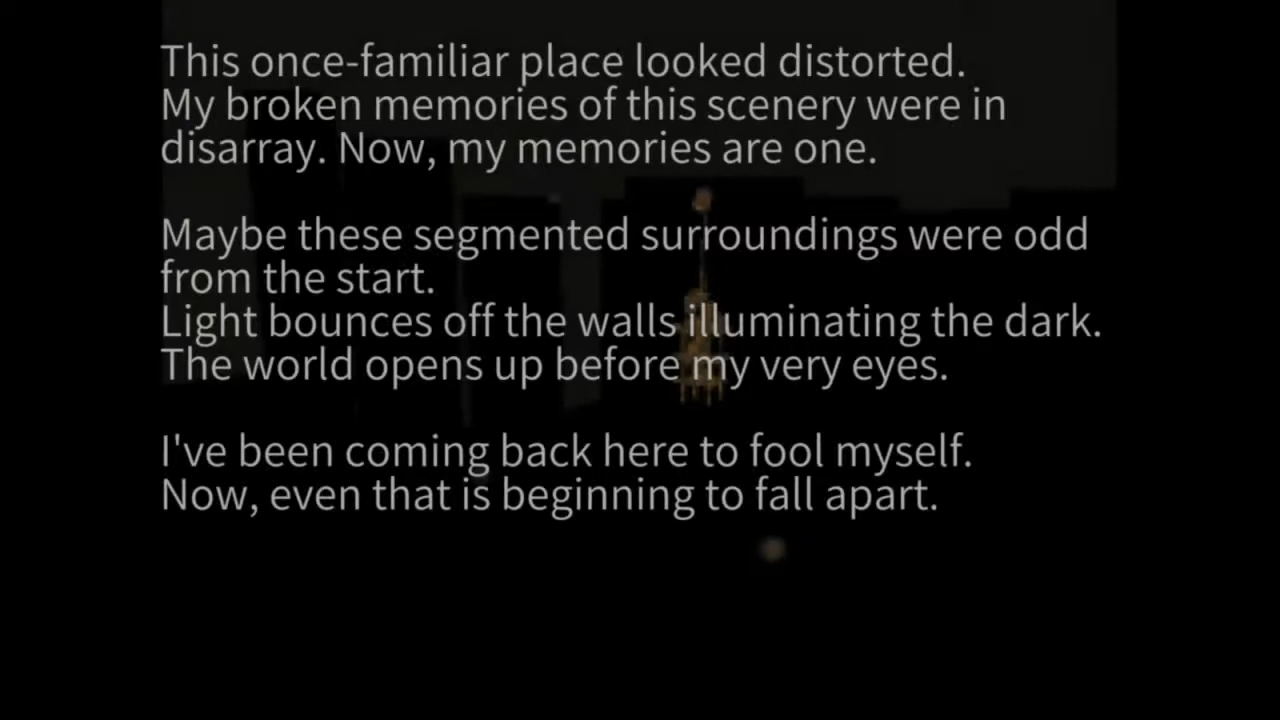 This once-familiar place looked distorted.
My broken memories of this scenery were in
disarray. Now, my memories are one.
Maybe these segmented surroundings were odd
from the start.
Light bounces off the walls illuminating the dark.
The world opens up before my very eyes.
I've been coming back here to fool myself.
Now, even that is beginning to fall apart.